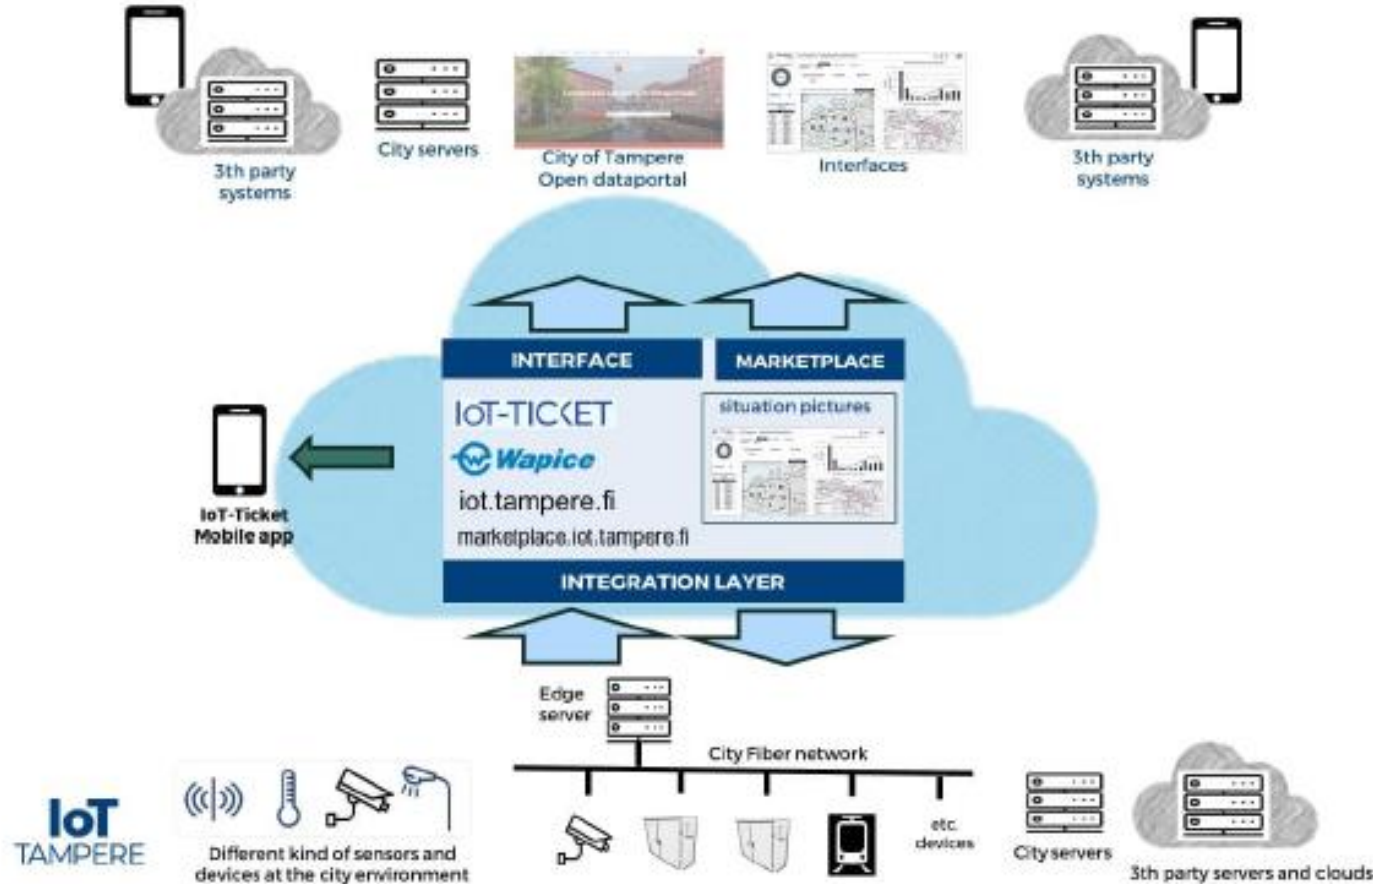 3th party
systems
City servers
City of Tampere
Open dataportal
Interfaces
3th party
systems
INTERFACE
MARKETPLACE
IoT-TICKET
Wapice
iot.tampere.fi
marketplace.iot.tampere.fi
situation pictures
IoT-Ticket
Mobile app
INTEGRATION LAYER
Edge
server
City Fiber network
IoT
TAMPERE
Different kind of sensors and
devices at the city environment
etc.
devices
City servers
3th party servers and clouds